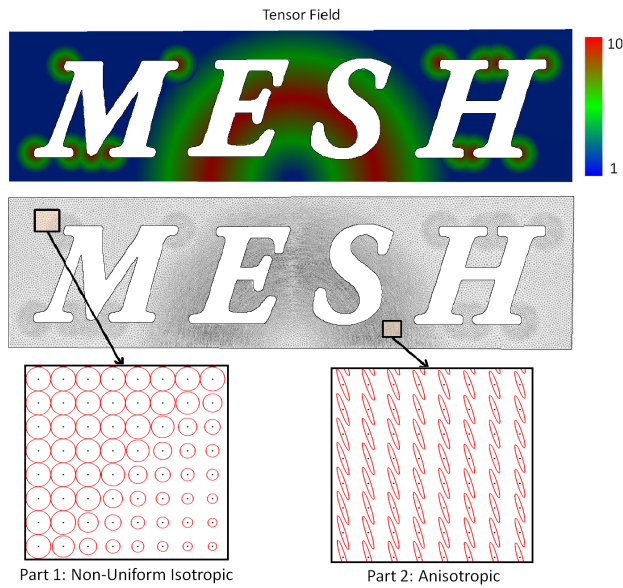 Tensor Field
MESH
10
1
MESH
Part 1: Non-Uniform Isotropic
Part 2: Anisotropic